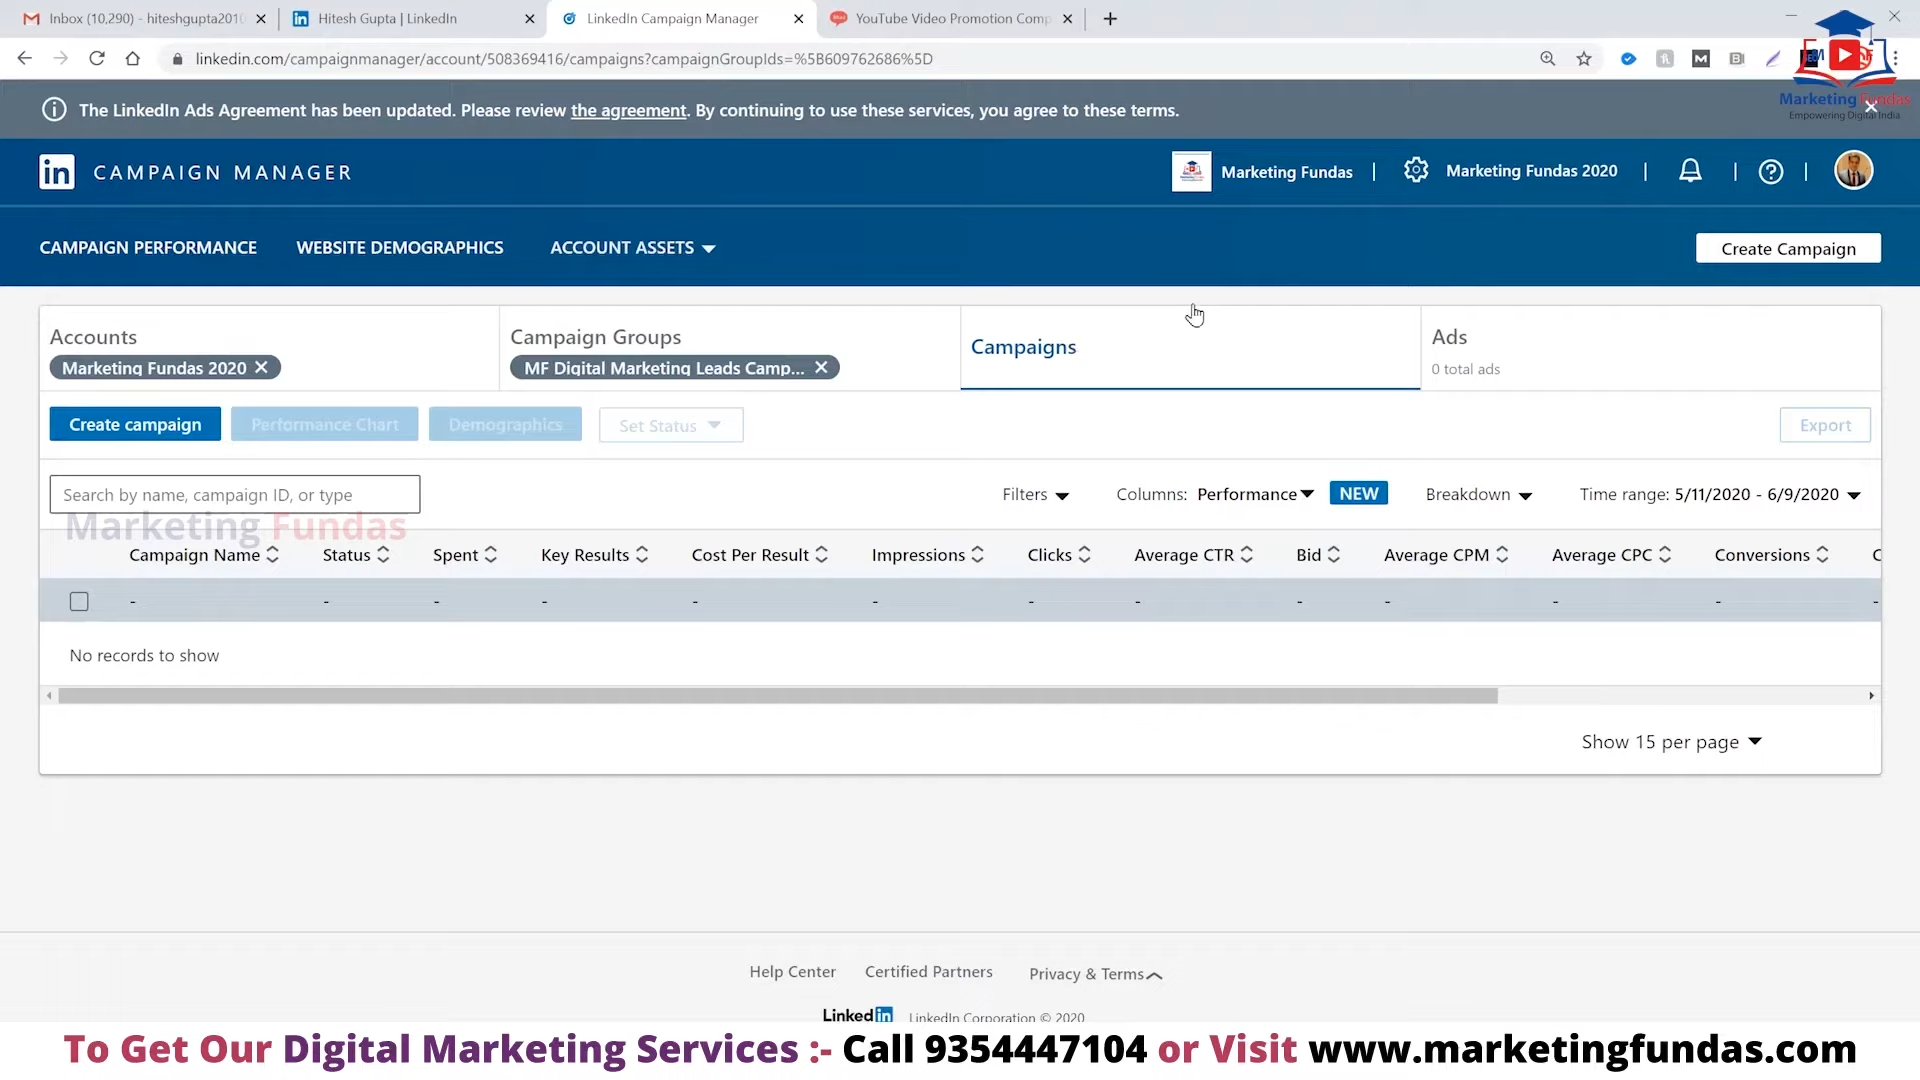 Inbox (10,290) - hiteshgupta2010
Hitesh Gupta | LinkedIn
LinkedIn Campaign Manager
YouTube Video Promotion Comp
linkedin.com/campaignmanager/account/508369416/campaigns?campaignGroupIds=%5B609762686%5D
Marketing Fundas
Empowering Digital India
The LinkedIn Ads Agreement has been updated. Please review the agreement. By continuing to use these services, you agree to these terms.
in CAMPAIGN MANAGER
Marketing Fundas
Marketing Fundas 2020
CAMPAIGN PERFORMANCE
WEBSITE DEMOGRAPHICS
ACCOUNT ASSETS
Create Campaign
Accounts
Marketing Fundas 2020
Campaign Groups
MF Digital Marketing Leads Camp...
Campaigns
Ads
0 total ads
Create campaign
Performance Chart
Demographics
Set Status
Export
Search by name, campaign ID, or type
Filters
Columns: Performance
NEW
Breakdown
Time range: 5/11/2020 - 6/9/2020
Marketing Fundas
Campaign Name
Status
Spent
Key Results
Cost Per Result
Impressions
Clicks
Average CTR
Bid
Average CPM
Average CPC
Conversions
- - - - - - - - - - - - -
No records to show
Show 15 per page
Help Center
Certified Partners
Privacy & Terms
Linked in LinkedIn Corporation © 2020
To Get Our Digital Marketing Services :- Call 9354447104 or Visit www.marketingfundas.com